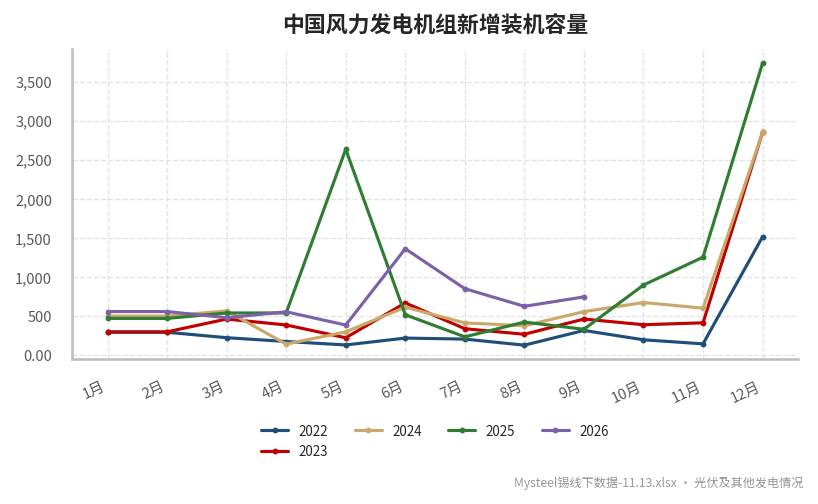 中国风力发电机组新增装机容量
3,500
3,000
2,500
2,000
1,500
1,000
500
0.00
1月 2月 3月 4月 5月 6月 7月 8月 9月 10月 11月 12月
2022 2024 2025 2026
2023
Mysteel锡线下数据-11.13.xlsx • 光伏及其他发电情况